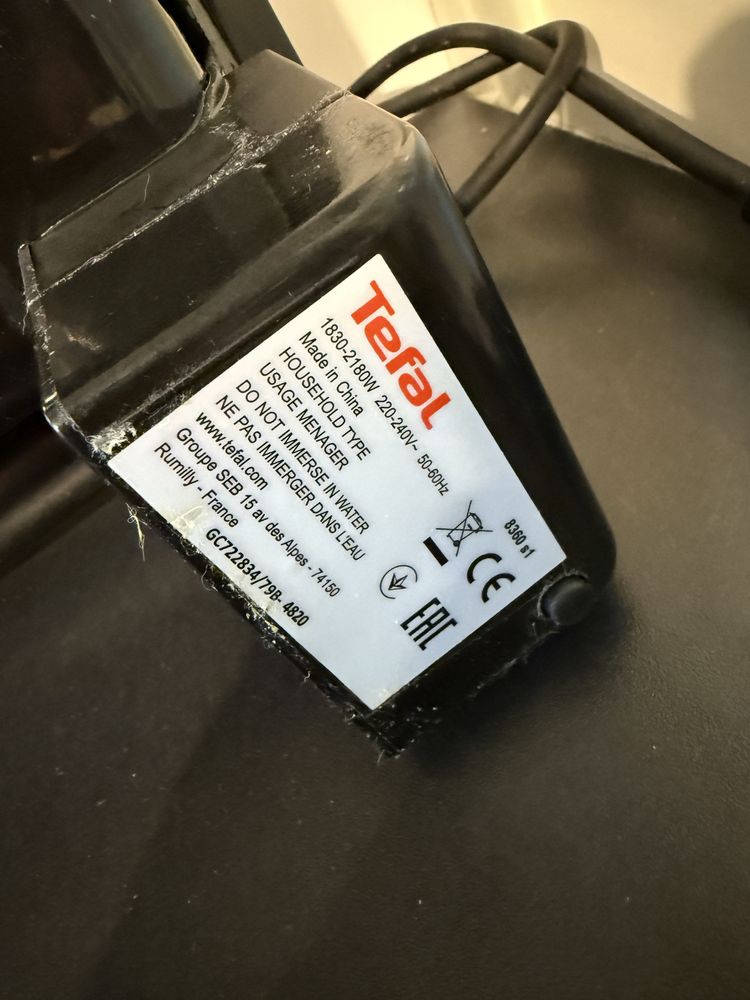 Tefal
1830-2180W 220-240V~ 50-60Hz
Made in China
HOUSEHOLD TYPE
USAGE MENAGER
DO NOT IMMERSE IN WATER
NE PAS IMMERGER DANS L'EAU
www.tefal.com
Groupe SEB 15 av des Alpes - 74150
Rumilly - France
GC722834/79B- 4820
8360 s1
CE
EAC